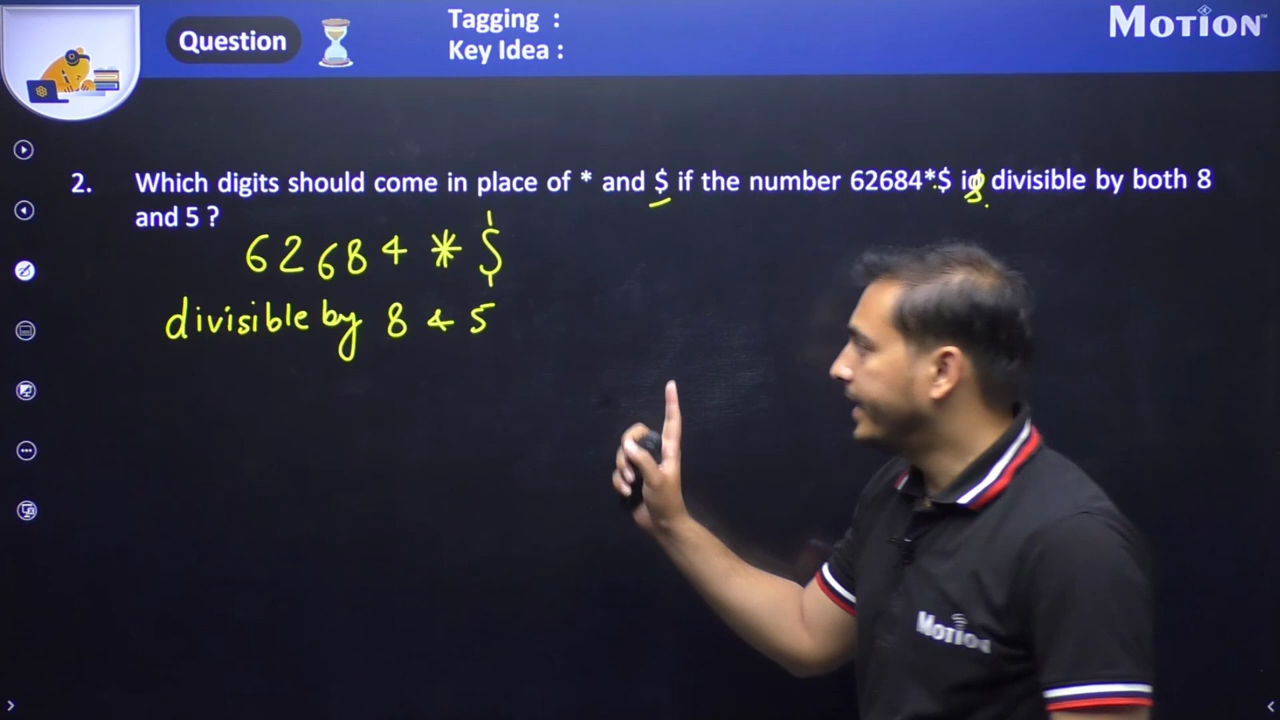 Question
Tagging :
Key Idea :
MOTION™
2. Which digits should come in place of * and $ if the number 62684*$ is divisible by both 8
and 5 ?
62684*$
divisible by 8 & 5
MOTION